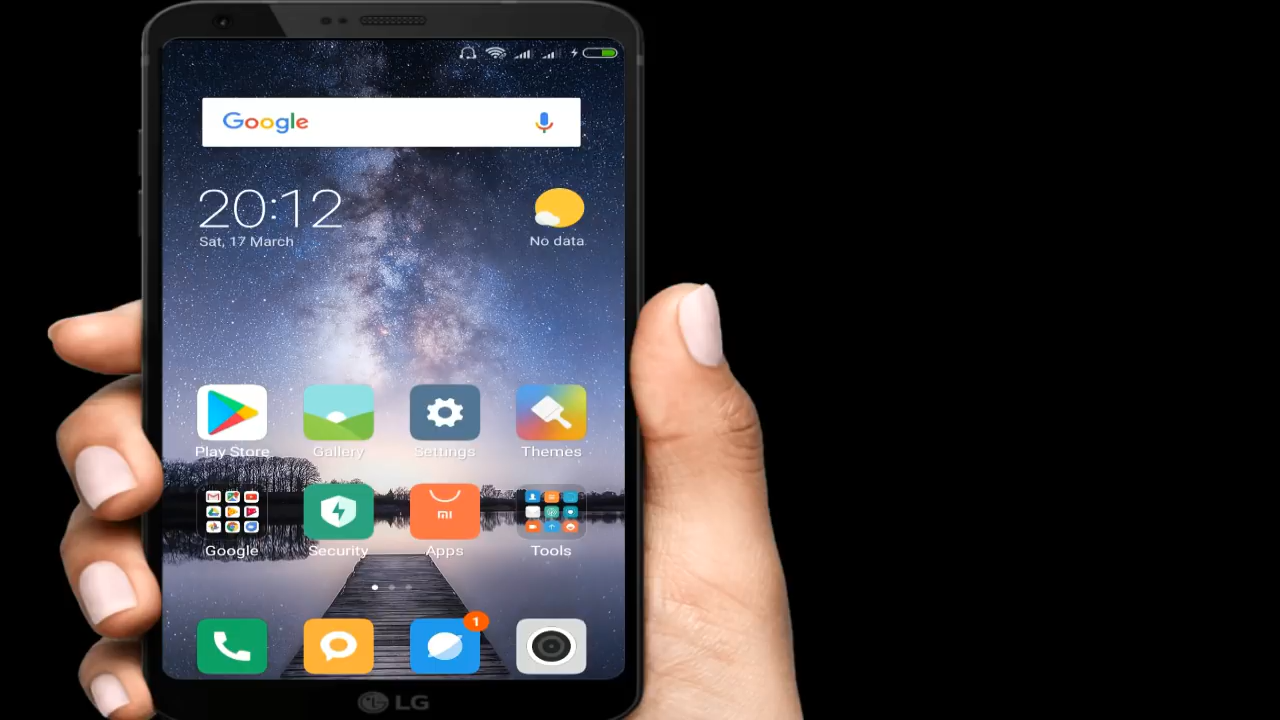 Google
20:12
Sat, 17 March
No data
Play Store
Gallery
Settings
Themes
mi
Google
Security
Apps
Tools
1
LG